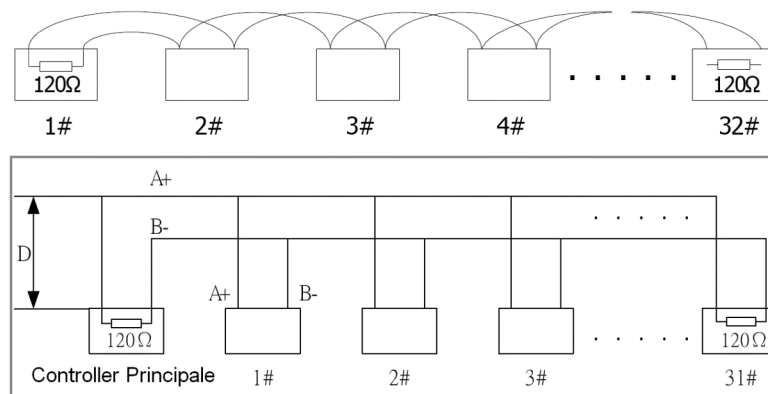 120Ω 120Ω
1# 2# 3# 4# 32#
A+
B-
D
A+ B-
120Ω 120Ω
Controller Principale 1# 2# 3# 31#